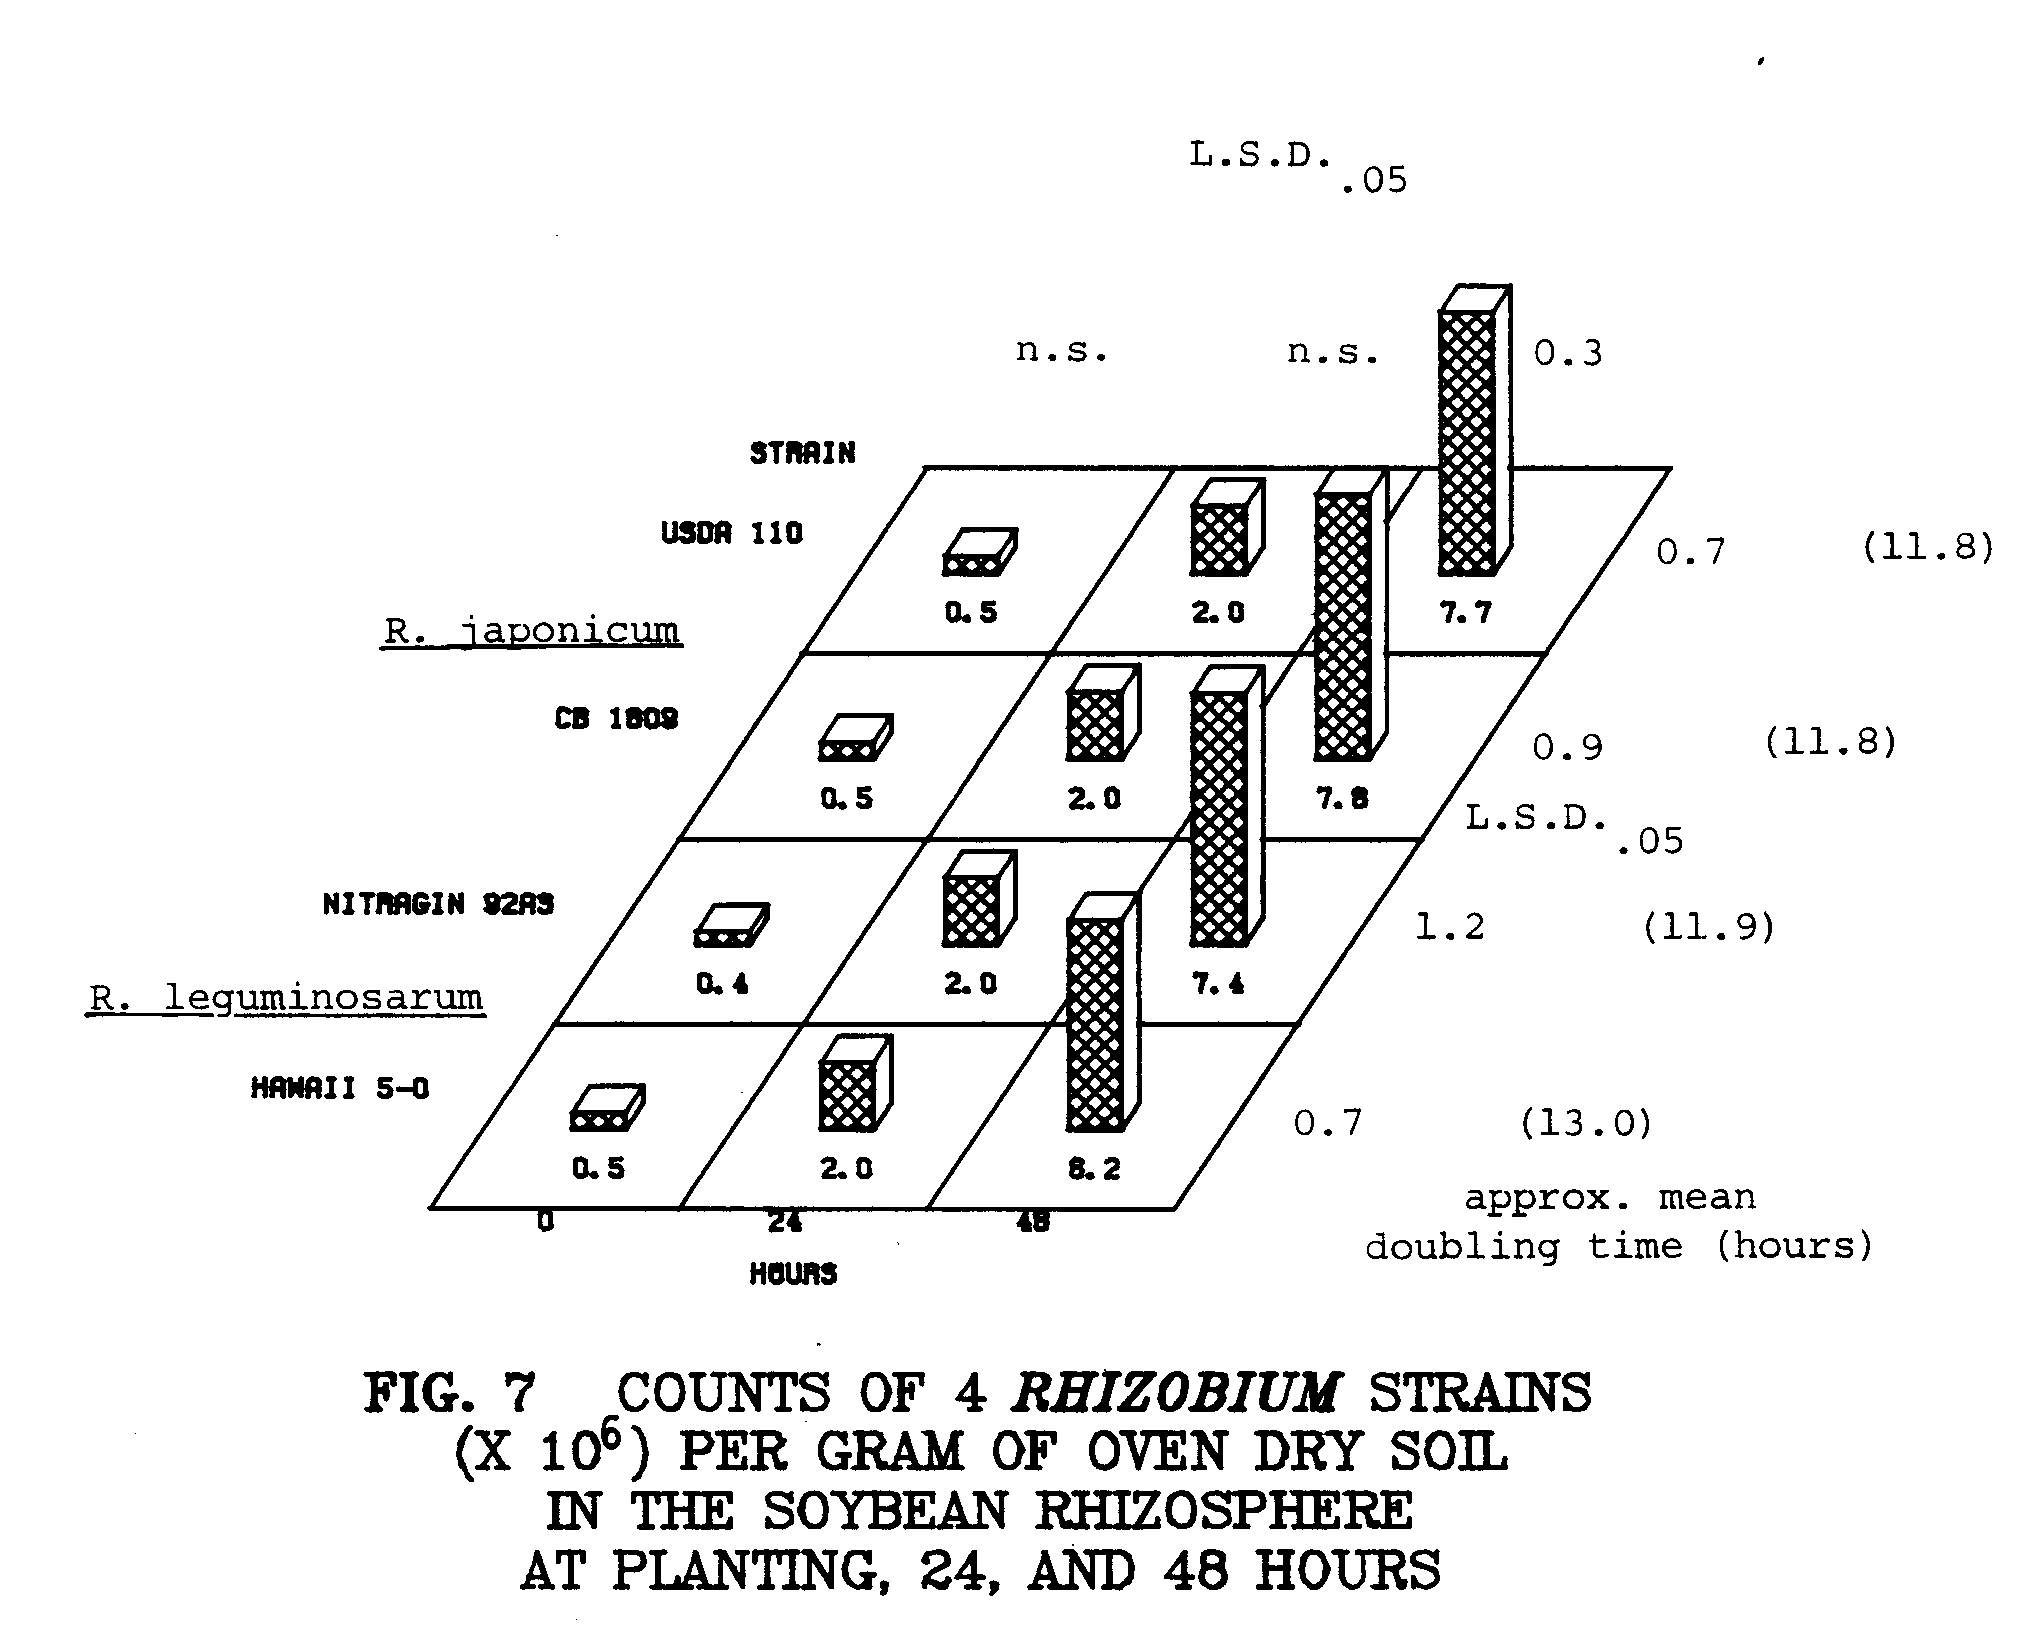 L.S.D. .05
n.s. n.s. 0.3
STRAIN
USDA 110 0.7 (11.8)
0.5 2.0 7.7
R. japonicum
CB 1809 0.9 (11.8)
0.5 2.0 7.8
L.S.D. .05
NITRAGIN 92A3 1.2 (11.9)
0.4 2.0 7.4
R. leguminosarum
HAWAII 5-0 0.7 (13.0)
0.5 2.0 6.2
0 24 48
HOURS
approx. mean
doubling time (hours)
FIG. 7 COUNTS OF 4 RHIZOBIUM STRAINS
(X 10⁶) PER GRAM OF OVEN DRY SOIL
IN THE SOYBEAN RHIZOSPHERE
AT PLANTING, 24, AND 48 HOURS